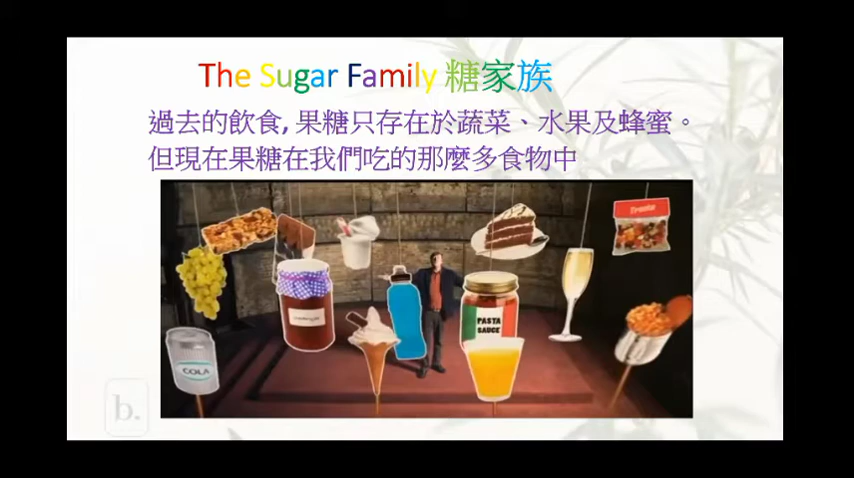 The Sugar Family 糖家族
過去的飲食, 果糖只存在於蔬菜、水果及蜂蜜。
但現在果糖在我們吃的那麼多食物中
Treats
PASTA
SAUCE
COLA
b.